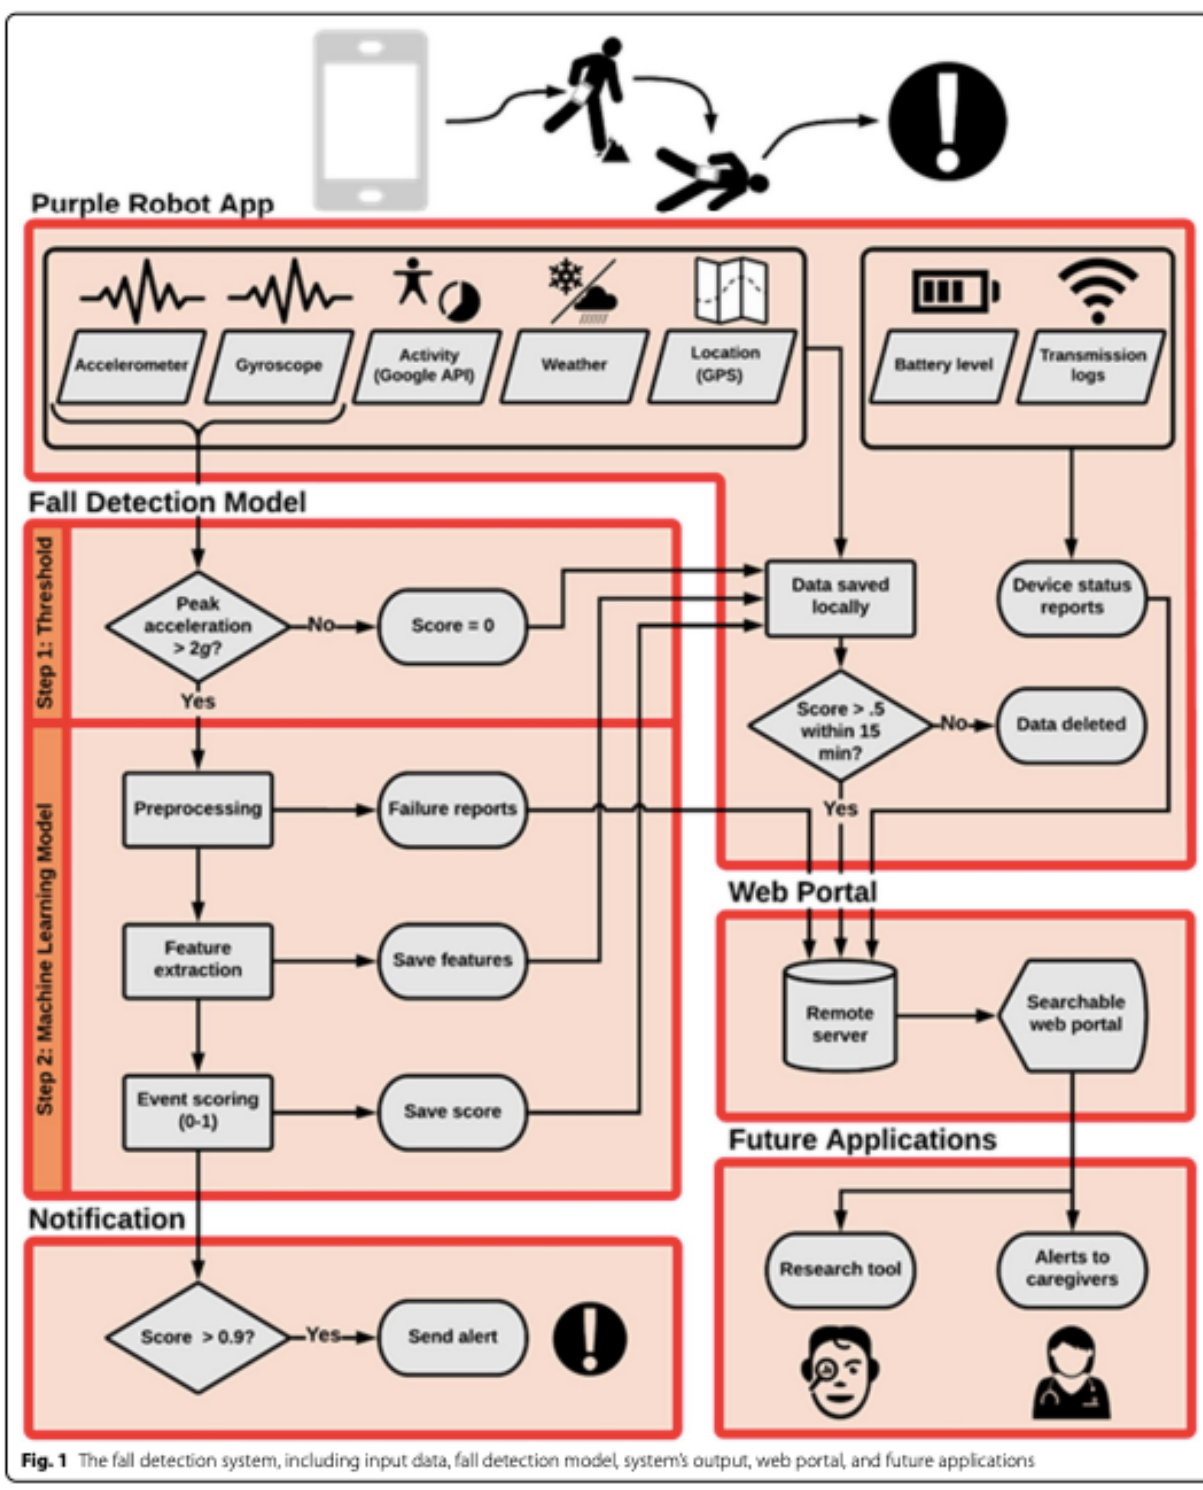 Purple Robot App
Accelerometer
Gyroscope
Activity
(Google API)
Weather
Location
(GPS)
Battery level
Transmission
logs
Fall Detection Model
Step 1: Threshold
Peak
acceleration
> 2g?
No
Score = 0
Yes
Data saved
locally
Device status
reports
Score > .5
within 15
min?
No
Data deleted
Yes
Step 2: Machine Learning Model
Preprocessing
Failure reports
Feature
extraction
Save features
Event scoring
(0-1)
Save score
Web Portal
Remote
server
Searchable
web portal
Notification
Score > 0.9?
Yes
Send alert
Future Applications
Research tool
Alerts to
caregivers
Fig. 1 The fall detection system, including input data, fall detection model, system's output, web portal, and future applications